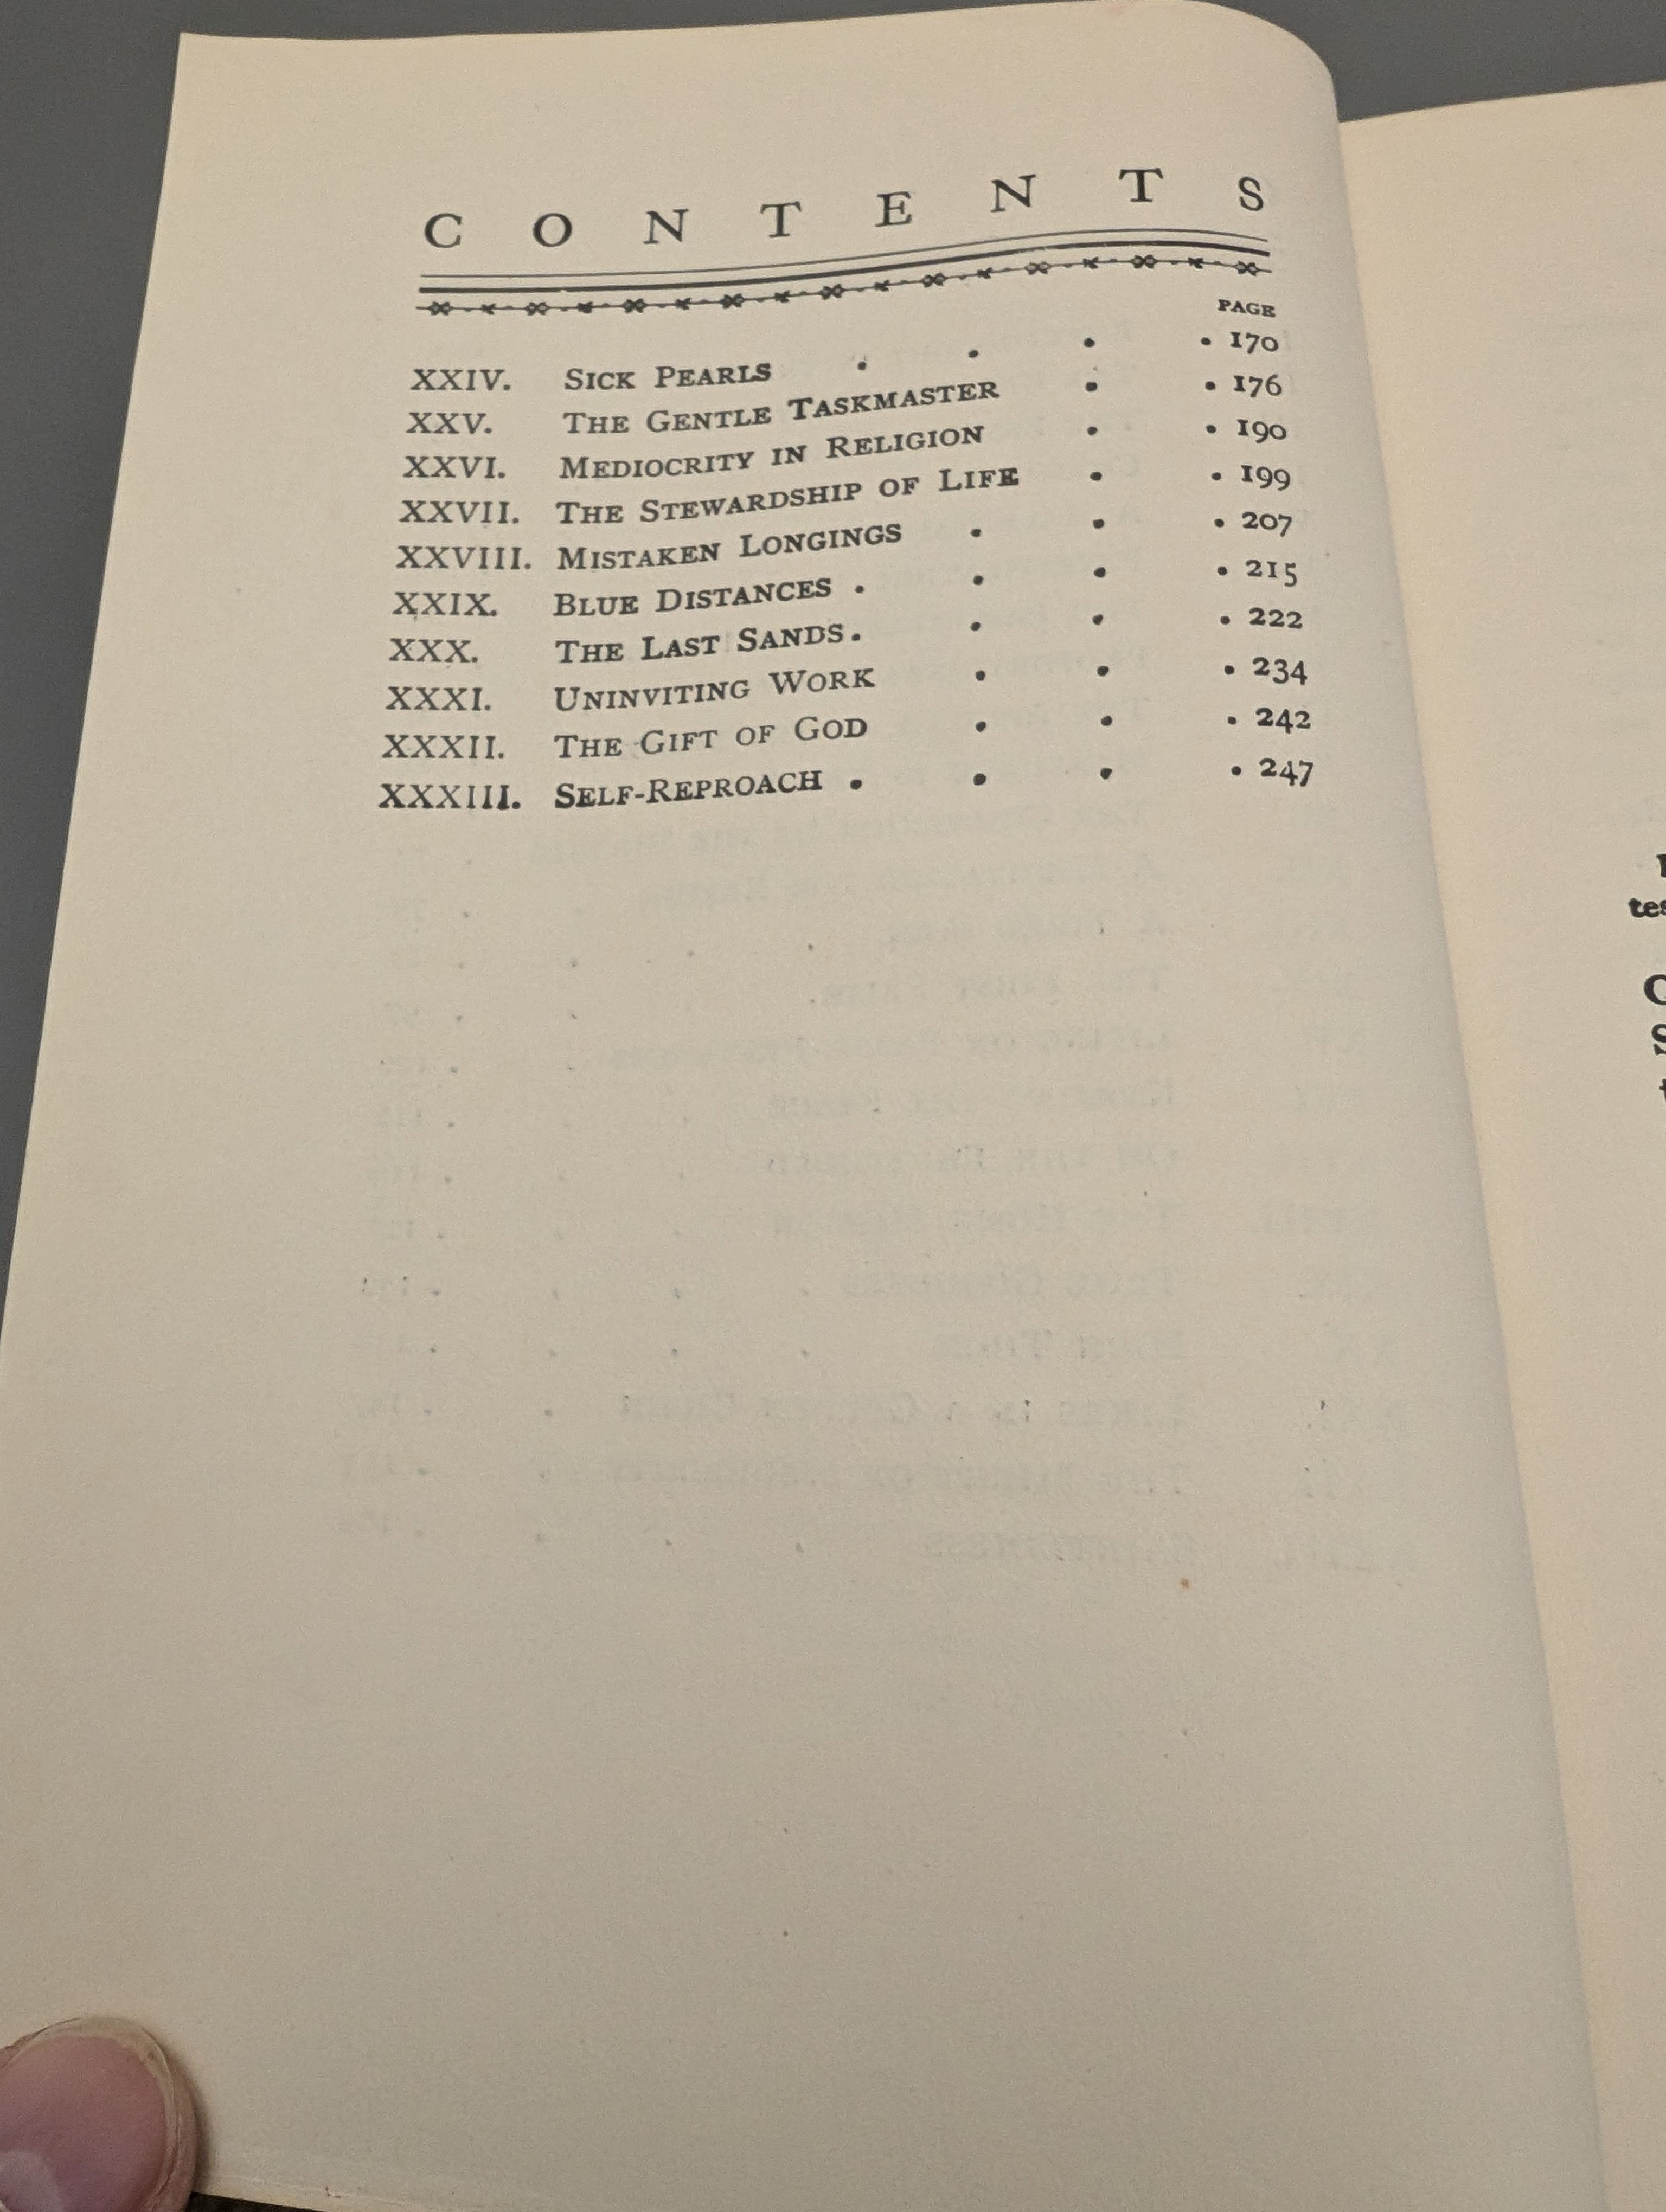 CONTENTS
PAGE
XXIV. SICK PEARLS . . . . 170
XXV. THE GENTLE TASKMASTER . . 176
XXVI. MEDIOCRITY IN RELIGION . . 190
XXVII. THE STEWARDSHIP OF LIFE . . 199
XXVIII. MISTAKEN LONGINGS . . . 207
XXIX. BLUE DISTANCES . . . . 215
XXX. THE LAST SANDS . . . . 222
XXXI. UNINVITING WORK . . . 234
XXXII. THE GIFT OF GOD . . . 242
XXXIII. SELF-REPROACH . . . . 247